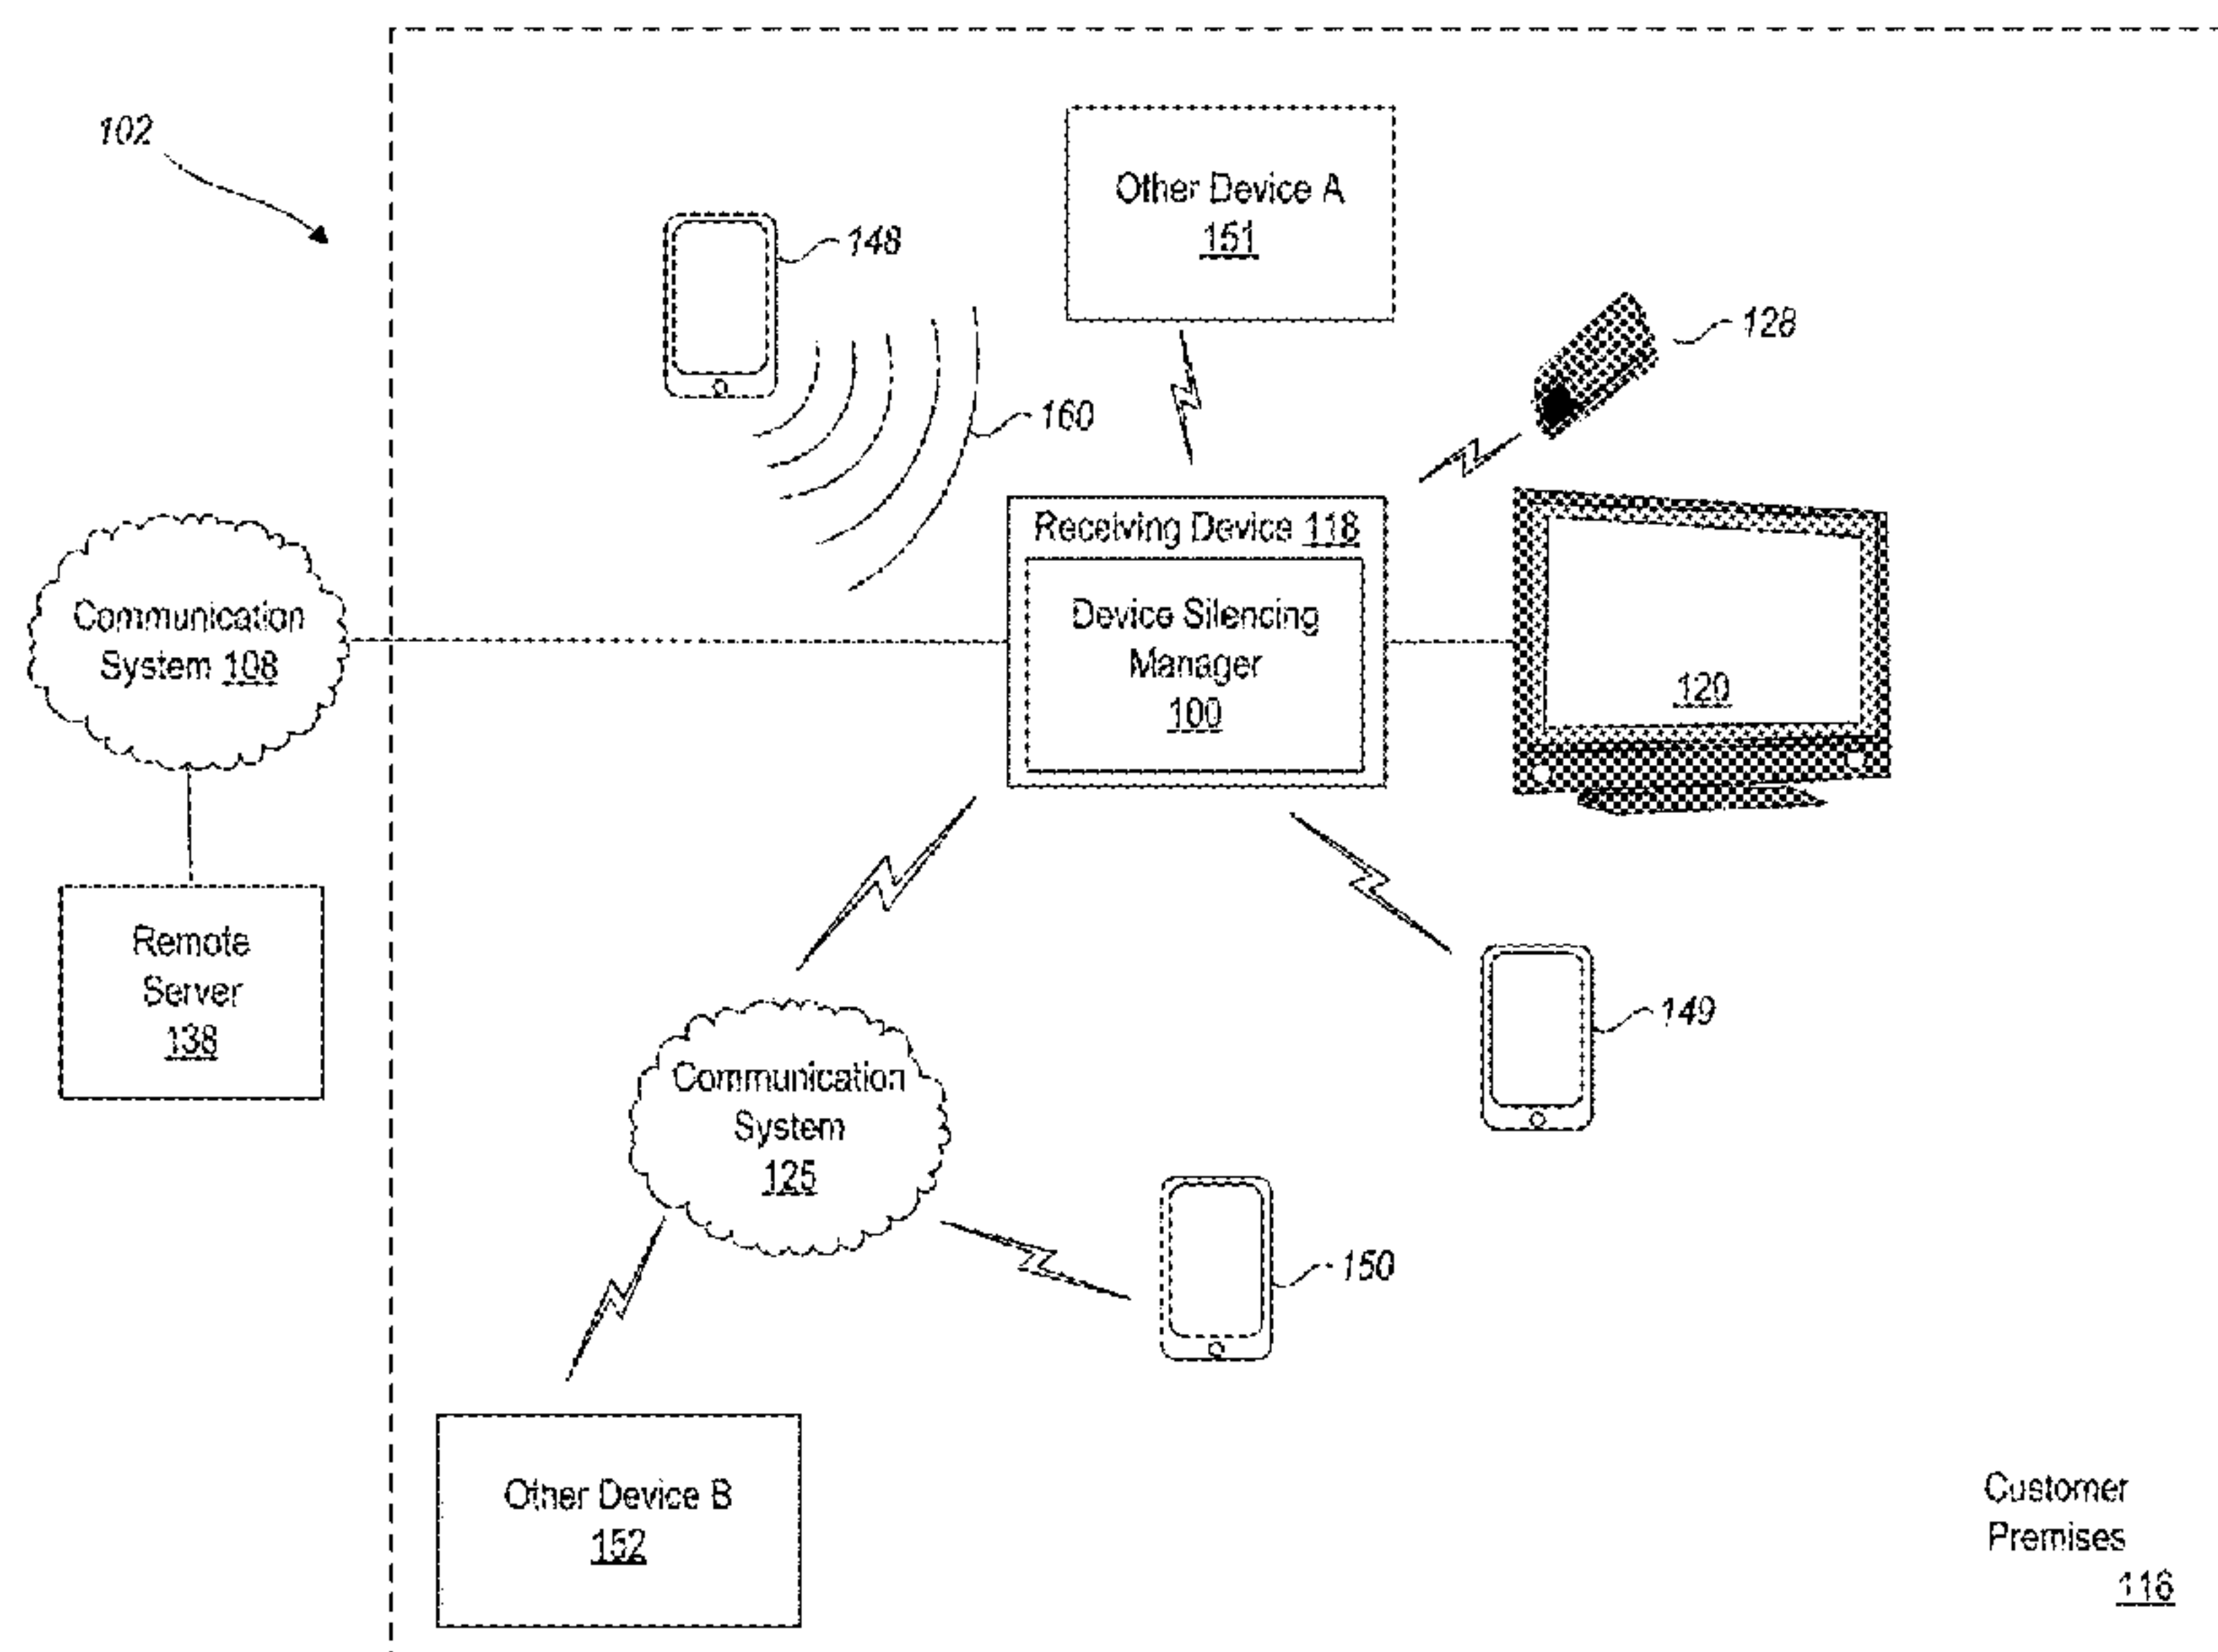 102
Other Device A
151
148
128
160
Receiving Device 118
Device Silencing
Manager
100
Communication
System 108
120
Remote
Server
138
149
Communication
System
125
150
Other Device B
152
Customer
Premises
116